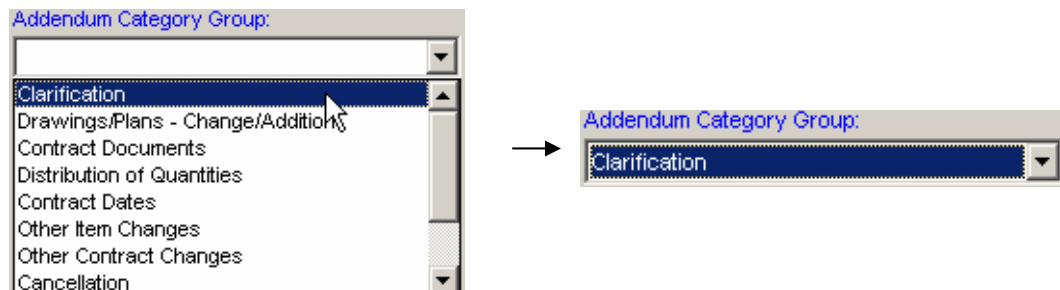 Addendum Category Group:
Clarification
Drawings/Plans - Change/Additions
Contract Documents
Distribution of Quantities
Contract Dates
Other Item Changes
Other Contract Changes
Cancellation
Addendum Category Group:
Clarification